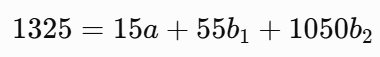 1325 = 15a + 55b₁ + 1050b₂